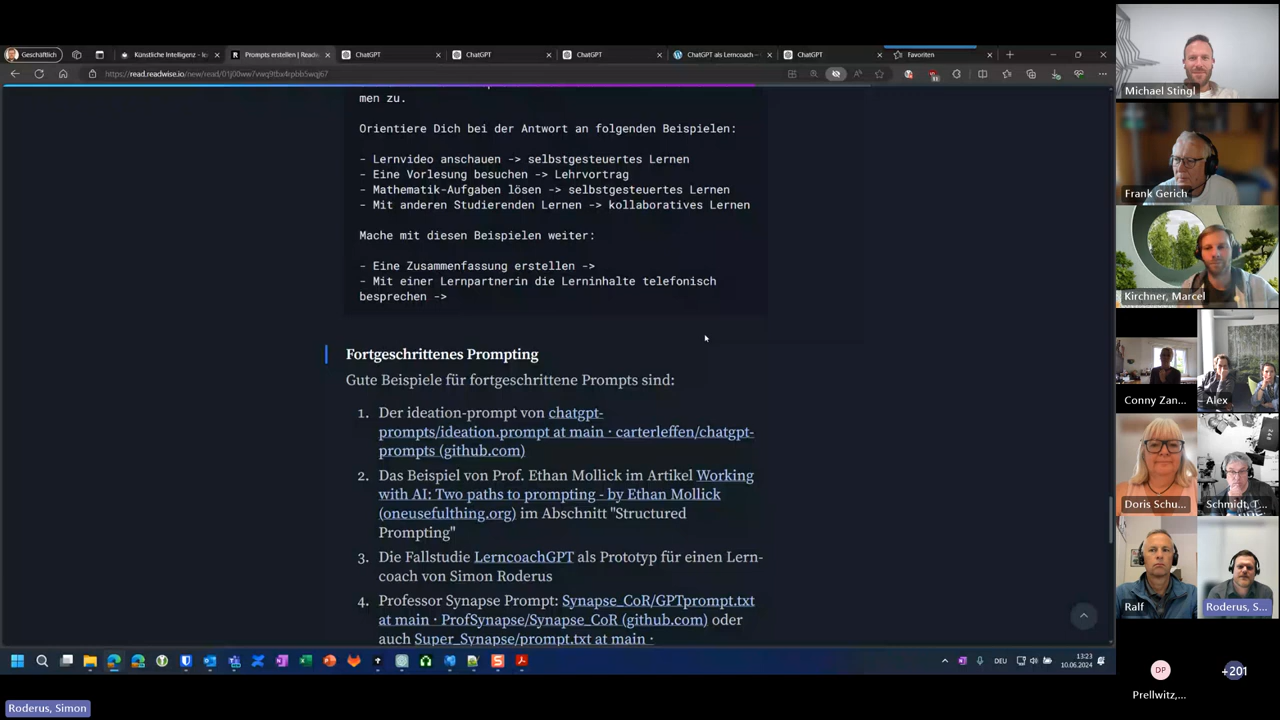 Geschäftlich
Künstliche Intelligenz - lo
Prompts erstellen | Readw
ChatGPT
ChatGPT
ChatGPT
ChatGPT als Lerncoach –
ChatGPT
Favoriten
men zu.
Orientiere Dich bei der Antwort an folgenden Beispielen:
- Lernvideo anschauen -> selbstgesteuertes Lernen
- Eine Vorlesung besuchen -> Lehrvortrag
- Mathematik-Aufgaben lösen -> selbstgesteuertes Lernen
- Mit anderen Studierenden Lernen -> kollaboratives Lernen
Mache mit diesen Beispielen weiter:
- Eine Zusammenfassung erstellen ->
- Mit einer Lernpartnerin die Lerninhalte telefonisch
besprechen ->
Fortgeschrittenes Prompting
Gute Beispiele für fortgeschrittene Prompts sind:
1. Der ideation-prompt von chatgpt-
prompts/ideation.prompt at main · carterleffen/chatgpt-
prompts (github.com)
2. Das Beispiel von Prof. Ethan Mollick im Artikel Working
with AI: Two paths to prompting - by Ethan Mollick
(oneusefulthing.org) im Abschnitt "Structured
Prompting"
3. Die Fallstudie LerncoachGPT als Prototyp für einen Lern-
coach von Simon Roderus
4. Professor Synapse Prompt: Synapse_CoR/GPTprompt.txt
at main · ProfSynapse/Synapse_CoR (github.com) oder
auch Super_Synapse/prompt.txt at main ·
DEU
13:23
10.06.2024
Roderus, Simon
Michael Stingl
Frank Gerich
Kirchner, Marcel
Conny Zan...
Alex
Doris Schu...
Schmidt, T...
Ralf
Roderus, S...
DP
Prellwitz,...
+201